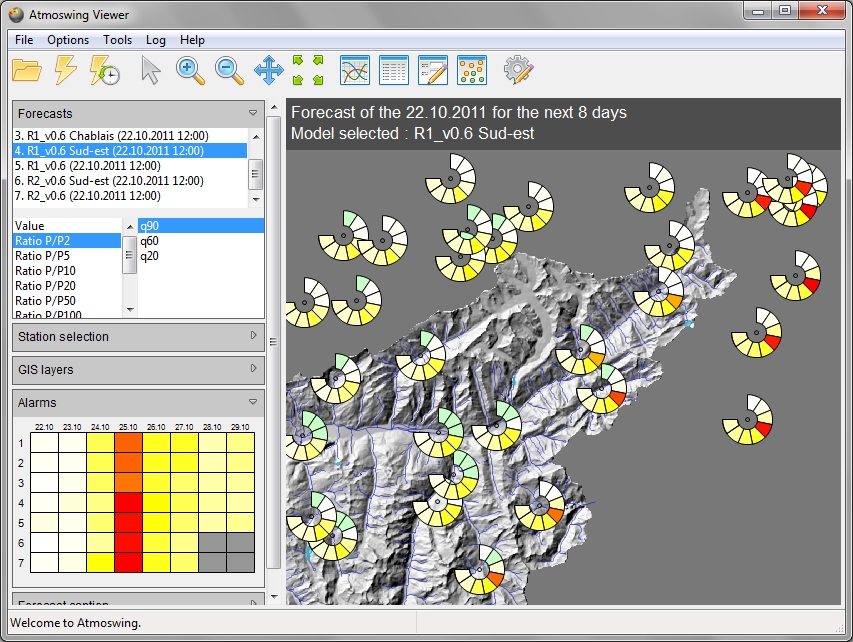 Atmoswing Viewer
File Options Tools Log Help
Forecasts
3. R1_v0.6 Chablais (22.10.2011 12:00)
4. R1_v0.6 Sud-est (22.10.2011 12:00)
5. R1_v0.6 (22.10.2011 12:00)
6. R2_v0.6 Sud-est (22.10.2011 12:00)
7. R2_v0.6 (22.10.2011 12:00)
Value
Ratio P/P2
Ratio P/P5
Ratio P/P10
Ratio P/P20
Ratio P/P50
Ratio P/P100
q90
q60
q20
Station selection
GIS layers
Alarms
22.10 23.10 24.10 25.10 26.10 27.10 28.10 29.10
1
2
3
4
5
6
7
Forecast caption
Forecast of the 22.10.2011 for the next 8 days
Model selected : R1_v0.6 Sud-est
Welcome to Atmoswing.